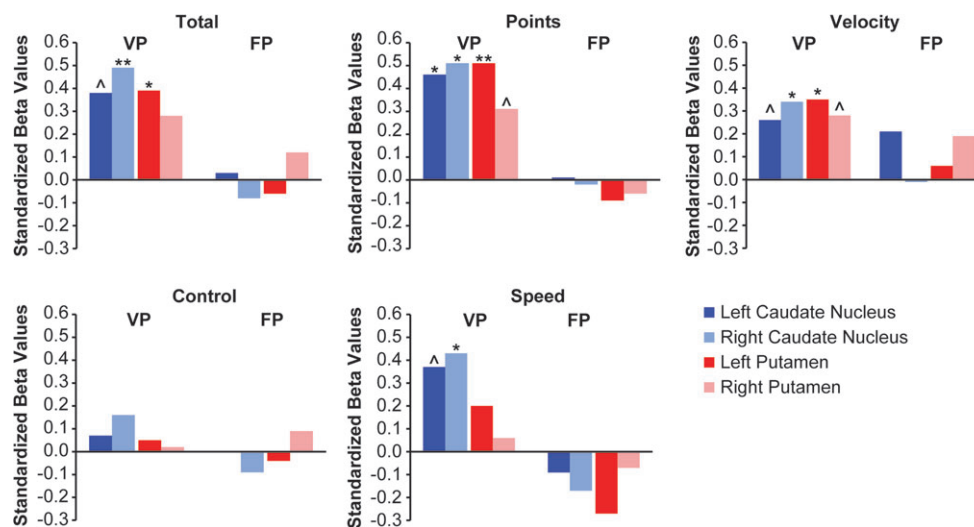 Total
Standardized Beta Values
0.6
0.5
0.4
0.3
0.2
0.1
0.0
-0.1
-0.2
-0.3
VP FP
^ ** *
Points
Standardized Beta Values
0.6
0.5
0.4
0.3
0.2
0.1
0.0
-0.1
-0.2
-0.3
VP FP
* * ** ^
Velocity
Standardized Beta Values
0.6
0.5
0.4
0.3
0.2
0.1
0.0
-0.1
-0.2
-0.3
VP FP
^ * * ^
Control
Standardized Beta Values
0.6
0.5
0.4
0.3
0.2
0.1
0.0
-0.1
-0.2
-0.3
VP FP
Speed
Standardized Beta Values
0.6
0.5
0.4
0.3
0.2
0.1
0.0
-0.1
-0.2
-0.3
VP FP
^ *
Left Caudate Nucleus
Right Caudate Nucleus
Left Putamen
Right Putamen